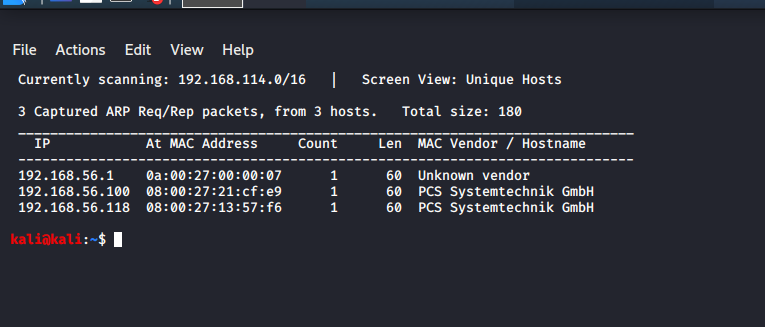 File Actions Edit View Help
Currently scanning: 192.168.114.0/16 | Screen View: Unique Hosts
3 Captured ARP Req/Rep packets, from 3 hosts. Total size: 180
_____________________________________________________________________________
IP At MAC Address Count Len MAC Vendor / Hostname
-----------------------------------------------------------------------------
192.168.56.1 0a:00:27:00:00:07 1 60 Unknown vendor
192.168.56.100 08:00:27:21:cf:e9 1 60 PCS Systemtechnik GmbH
192.168.56.118 08:00:27:13:57:f6 1 60 PCS Systemtechnik GmbH
kali@kali:~$